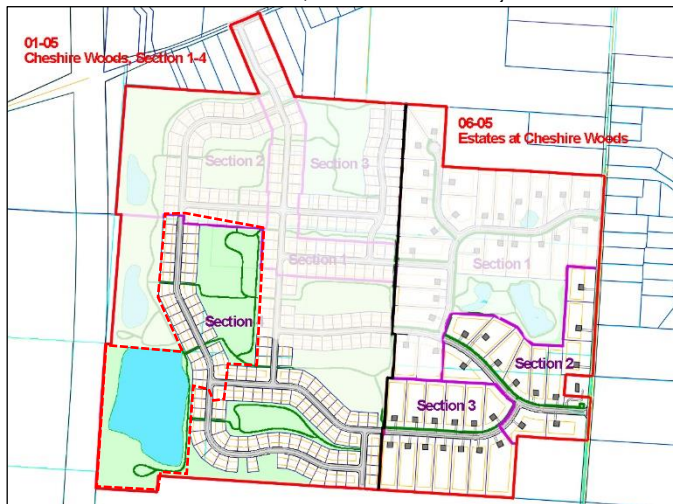 01-05
Cheshire Woods, Section 1-4
06-05
Estates at Cheshire Woods
Section 2
Section 3
Section 1
Section 1
Section
Section 2
Section 3